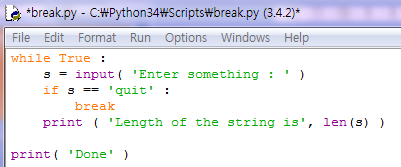 *break.py - C:₩Python34₩Scripts₩break.py (3.4.2)*
File Edit Format Run Options Windows Help
while True :
    s = input( 'Enter something : ' )
    if s == 'quit' :
        break
    print ( 'Length of the string is', len(s) )

print( 'Done' )